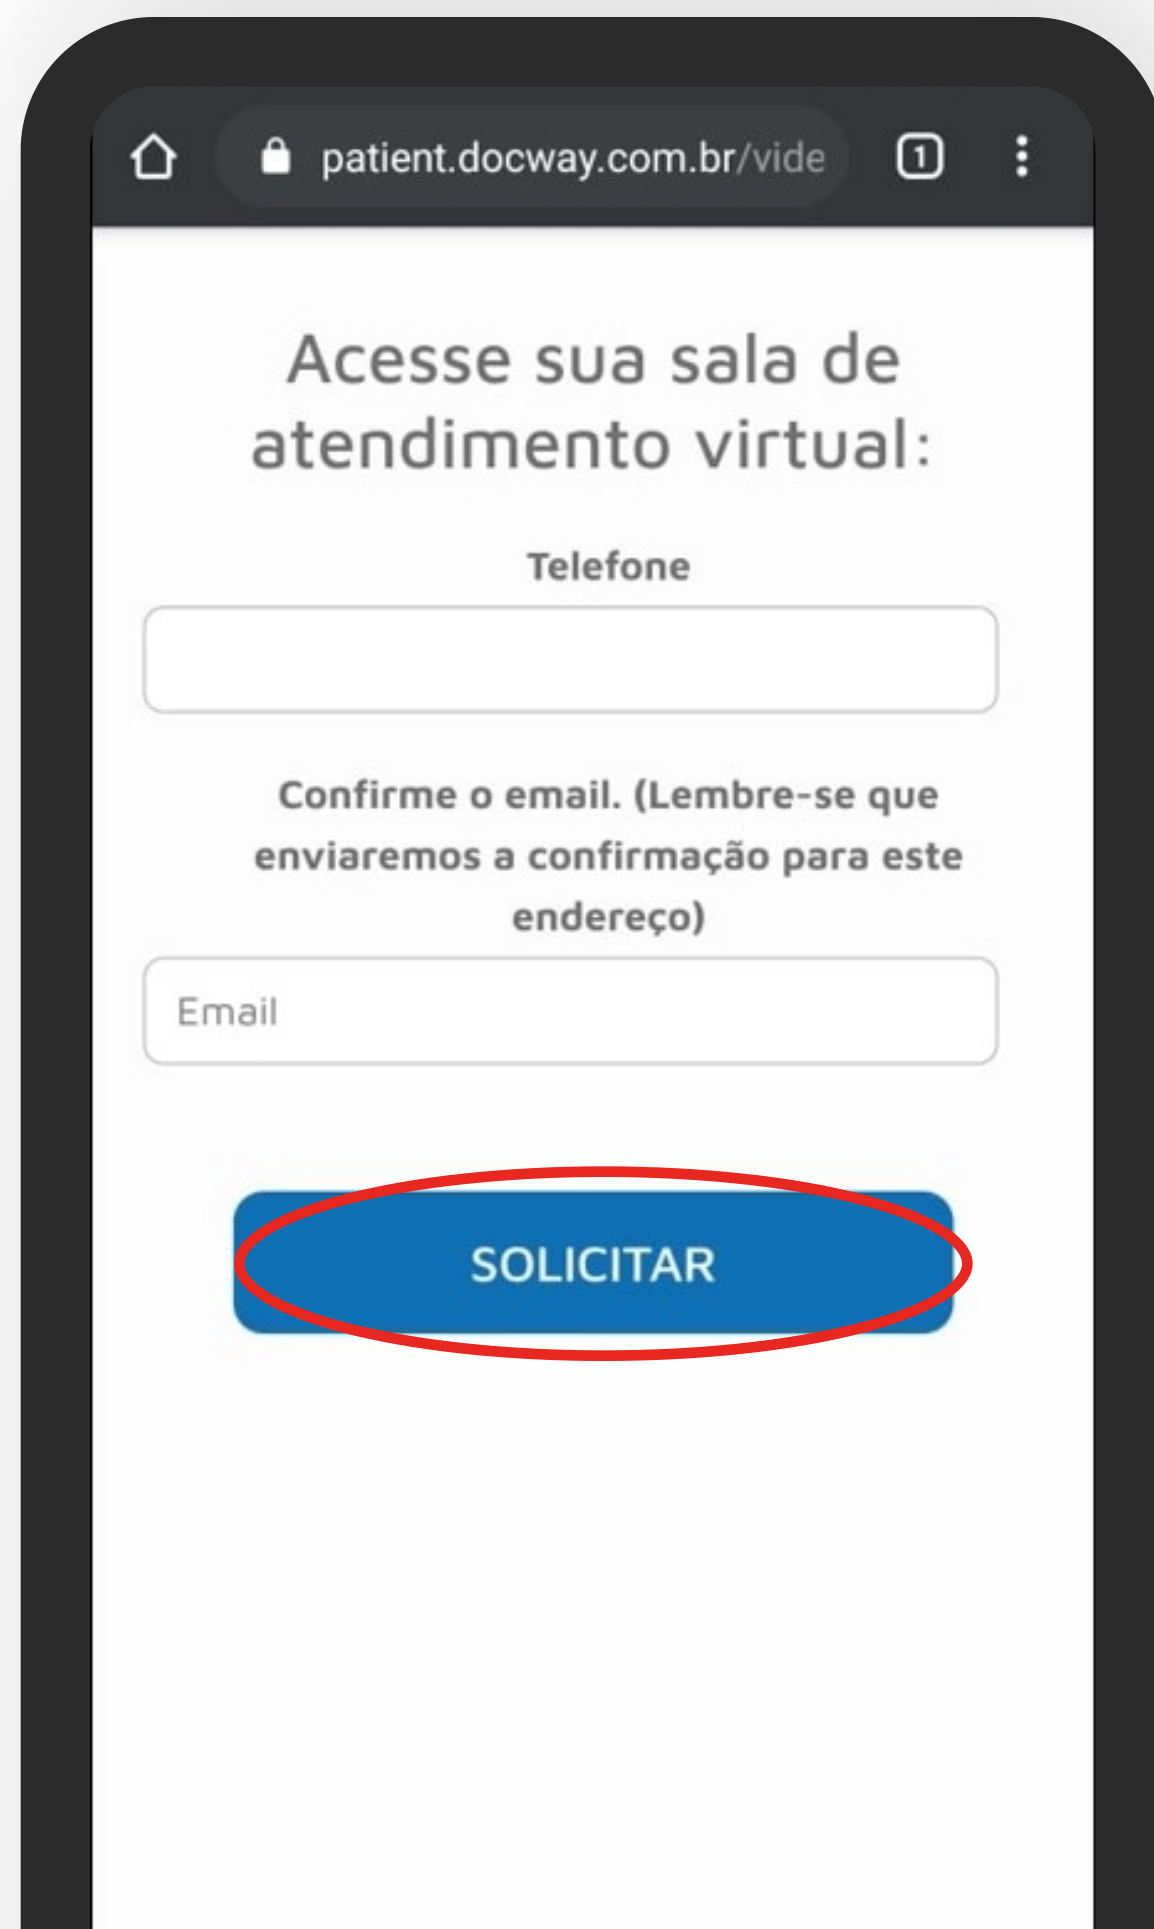 patient.docway.com.br/vide
1
Acesse sua sala de
atendimento virtual:
Telefone
Confirme o email. (Lembre-se que
enviaremos a confirmação para este
endereço)
Email
SOLICITAR